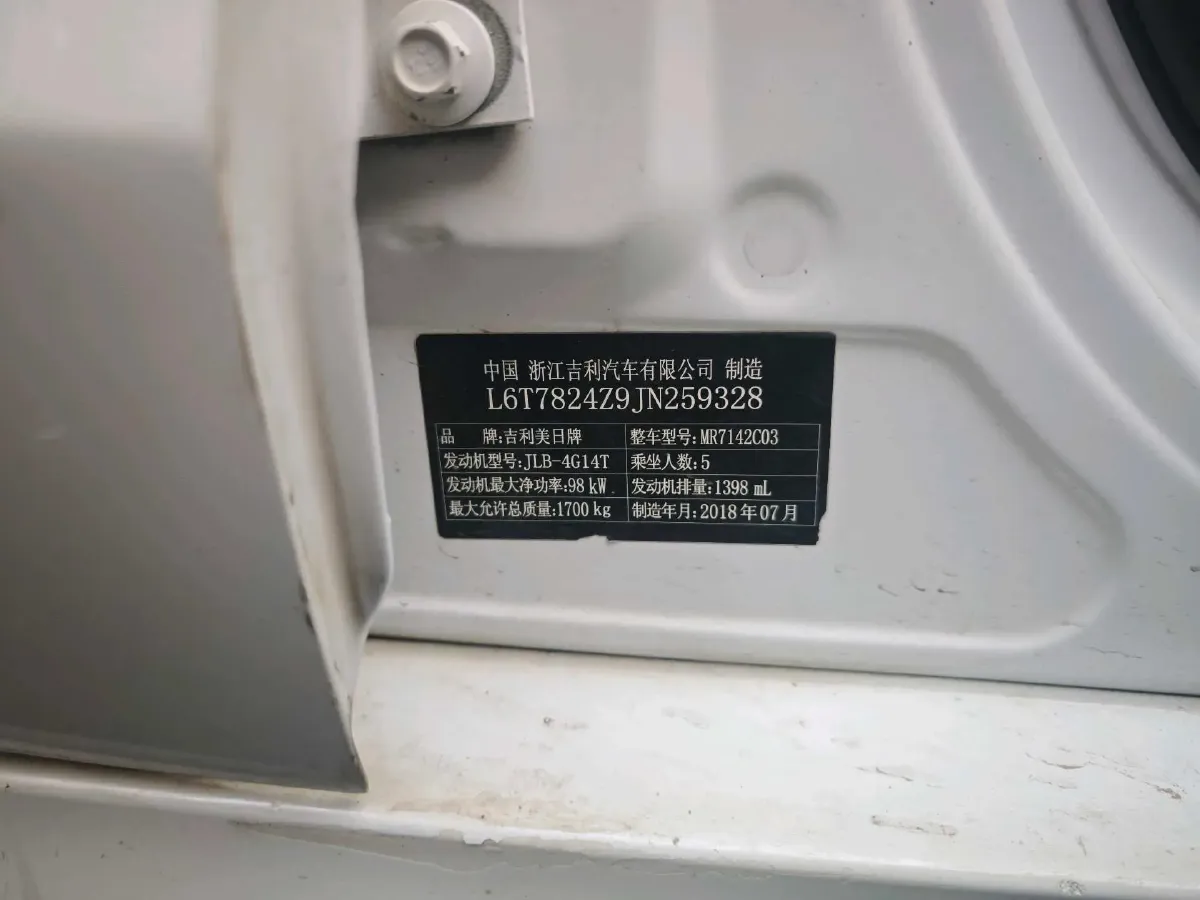 中国 浙江吉利汽车有限公司 制造
L6T7824Z9JN259328
品 牌:吉利美日牌 整车型号:MR7142C03
发动机型号:JLB-4G14T 乘坐人数:5
发动机最大净功率:98 kW 发动机排量:1398 mL
最大允许总质量:1700 kg 制造年月:2018 年 07 月